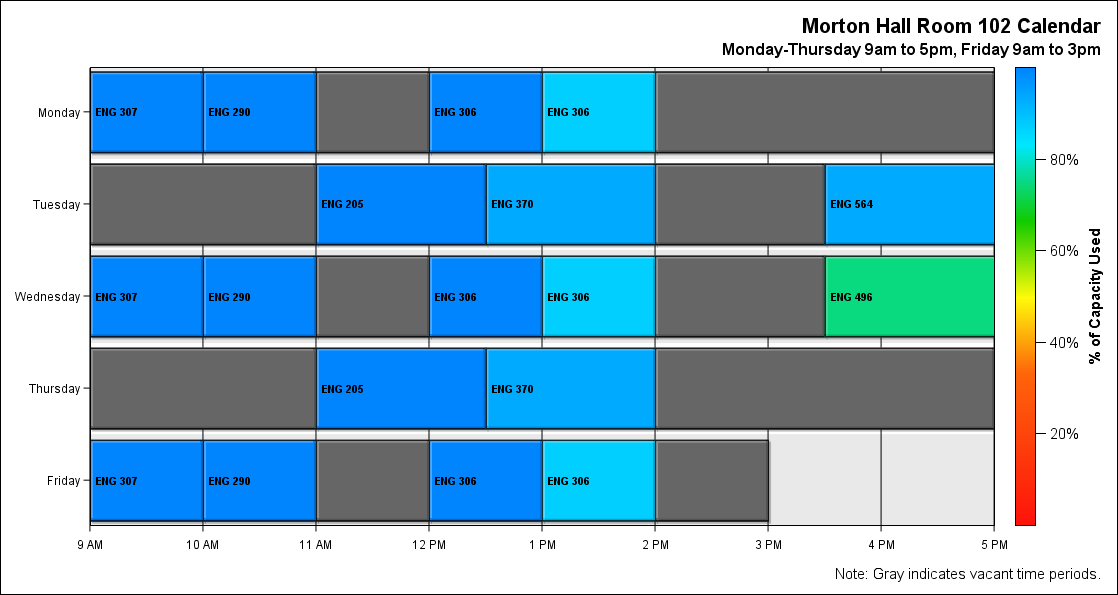 Morton Hall Room 102 Calendar
Monday-Thursday 9am to 5pm, Friday 9am to 3pm
Monday
ENG 307
ENG 290
ENG 306
ENG 306
Tuesday
ENG 205
ENG 370
ENG 564
Wednesday
ENG 307
ENG 290
ENG 306
ENG 306
ENG 496
Thursday
ENG 205
ENG 370
Friday
ENG 307
ENG 290
ENG 306
ENG 306
9 AM
10 AM
11 AM
12 PM
1 PM
2 PM
3 PM
4 PM
5 PM
80%
60%
40%
20%
% of Capacity Used
Note: Gray indicates vacant time periods.